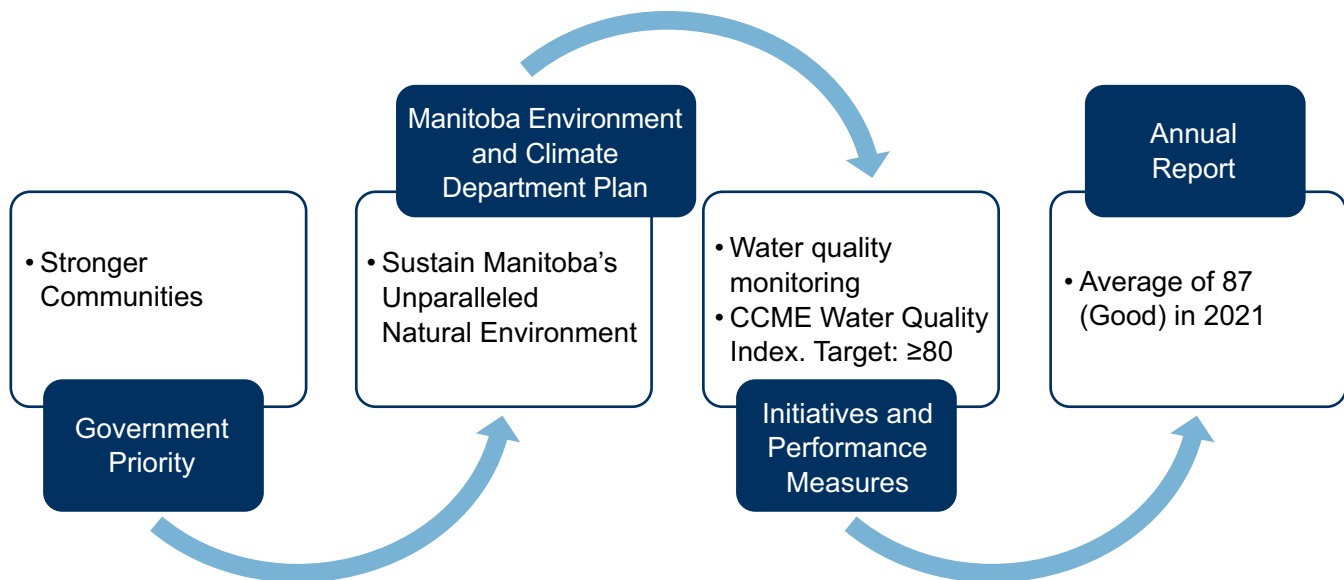 • Stronger
Communities
Government
Priority
Manitoba Environment
and Climate
Department Plan
• Sustain Manitoba’s
Unparalleled
Natural Environment
• Water quality
monitoring
• CCME Water Quality
Index. Target: ≥80
Initiatives and
Performance
Measures
Annual
Report
• Average of 87
(Good) in 2021